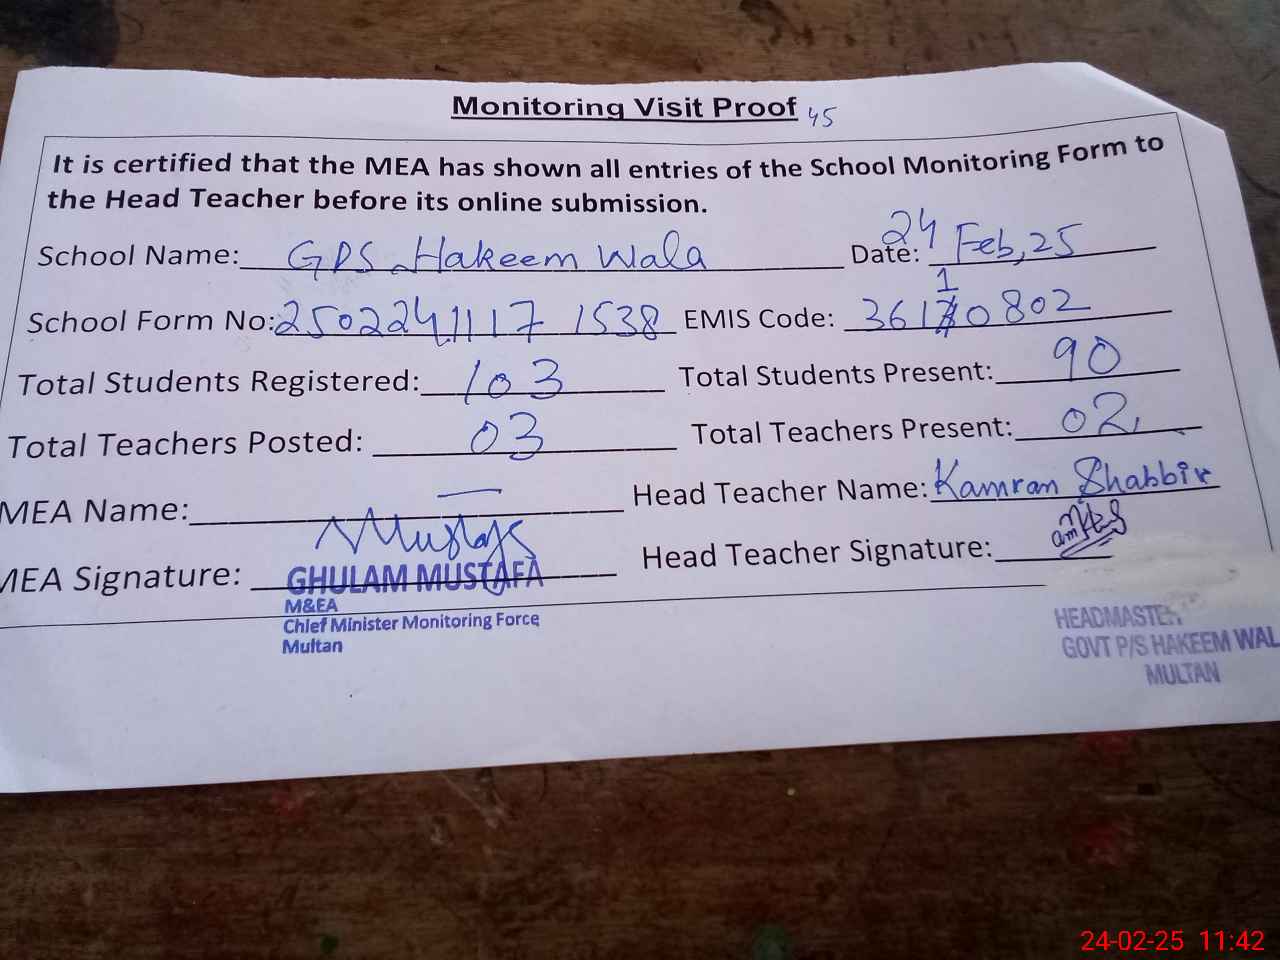 Monitoring Visit Proof 45
It is certified that the MEA has shown all entries of the School Monitoring Form to
the Head Teacher before its online submission.
School Name: GPS Hakeem Wala Date: 24 Feb, 25
School Form No: 2502241117 1538 EMIS Code: 36110802
Total Students Registered: 103 Total Students Present: 90
Total Teachers Posted: 03 Total Teachers Present: 02
MEA Name: — Head Teacher Name: Kamran Shabbir
MEA Signature: Mustafa Head Teacher Signature:
GHULAM MUSTAFA
M&EA
Chief Minister Monitoring Force
Multan
HEADMASTER
GOVT P/S HAKEEM WAL
MULTAN
24-02-25 11:42